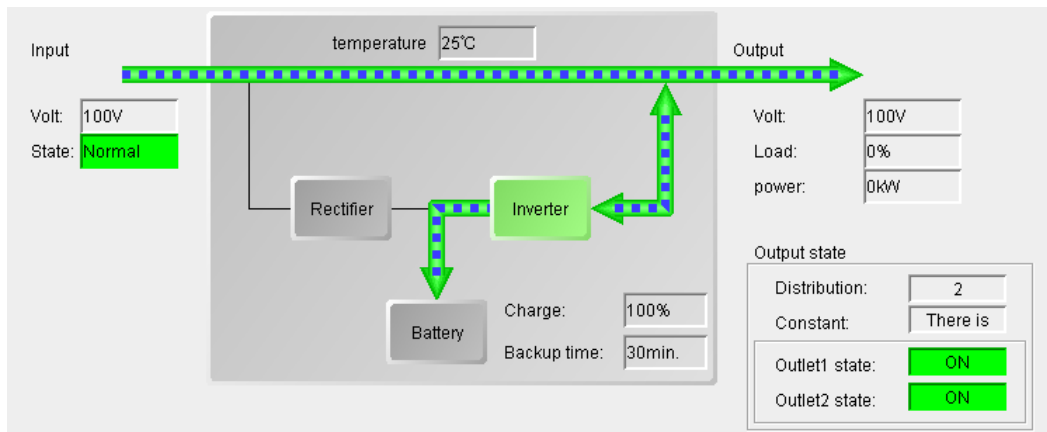 Input
temperature 25℃
Output
Volt: 100V
State: Normal
Volt: 100V
Load: 0%
power: 0kW
Rectifier
Inverter
Battery
Charge: 100%
Backup time: 30min.
Output state
Distribution: 2
Constant: There is
Outlet1 state: ON
Outlet2 state: ON